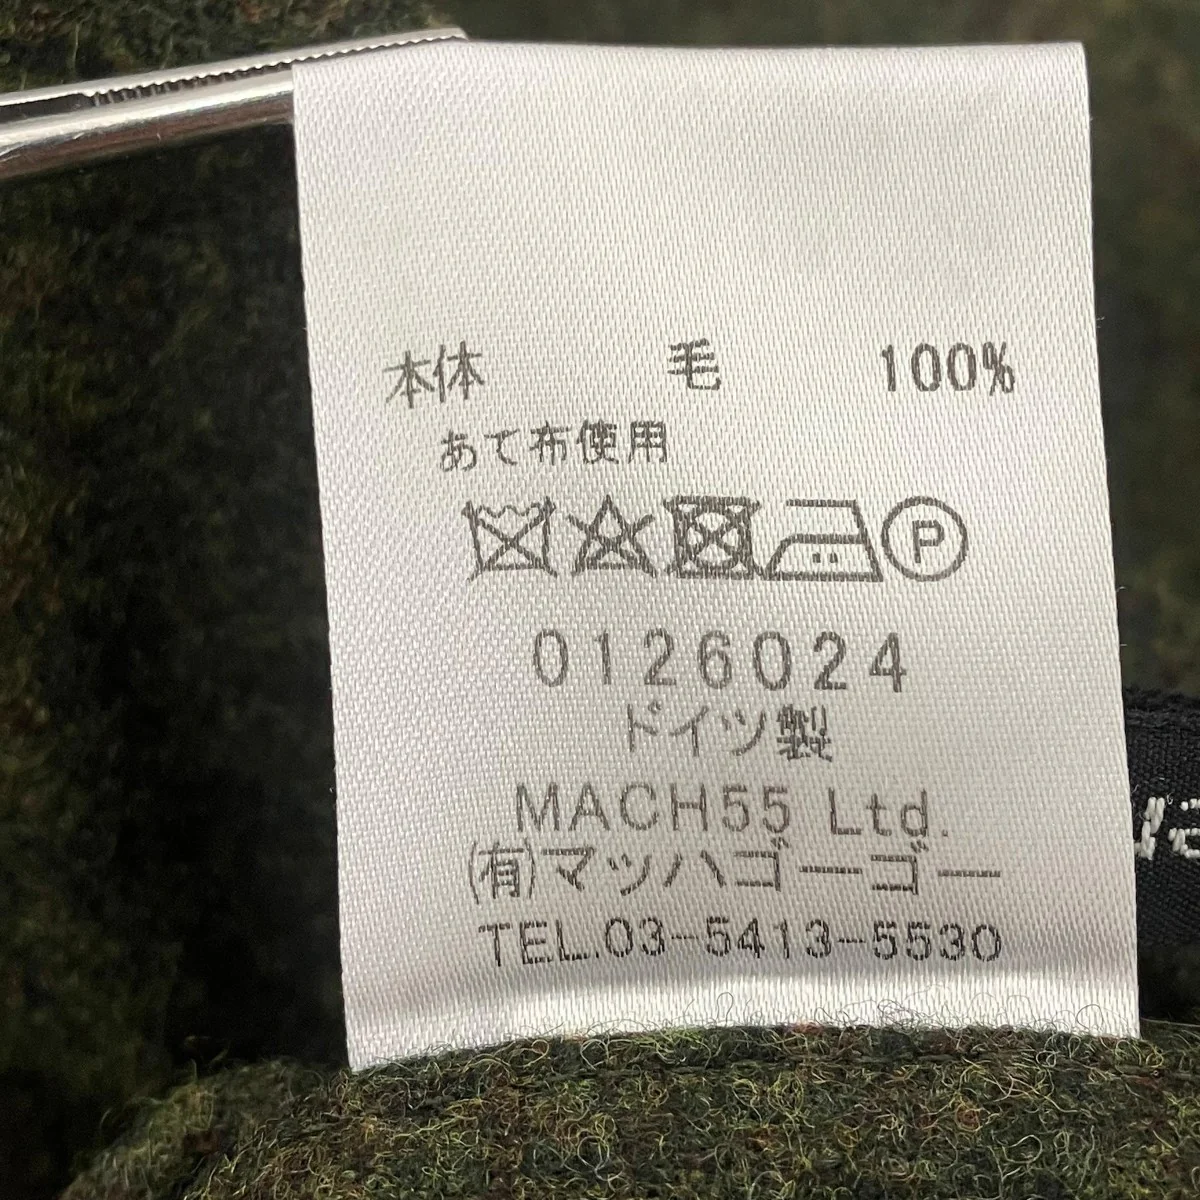 本体 毛 100%
あて布使用
P
0126024
ドイツ製
MACH55 Ltd.
(有)マッハゴーゴー
TEL.03-5413-5530